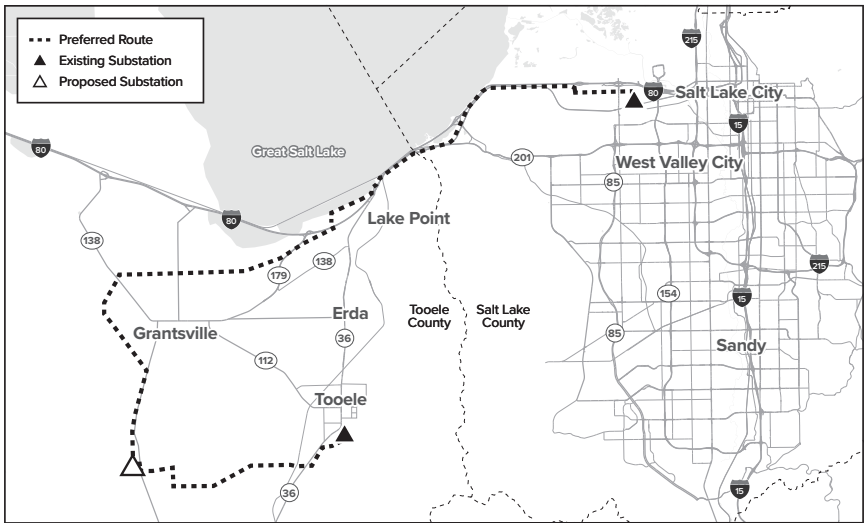 Preferred Route
Existing Substation
Proposed Substation
215
80
Salt Lake City
15
80
Great Salt Lake
201
West Valley City
85
80
Lake Point
138
138
179
215
154
15
Tooele
County
Salt Lake
County
Erda
Grantsville
36
85
Sandy
112
Tooele
36
15